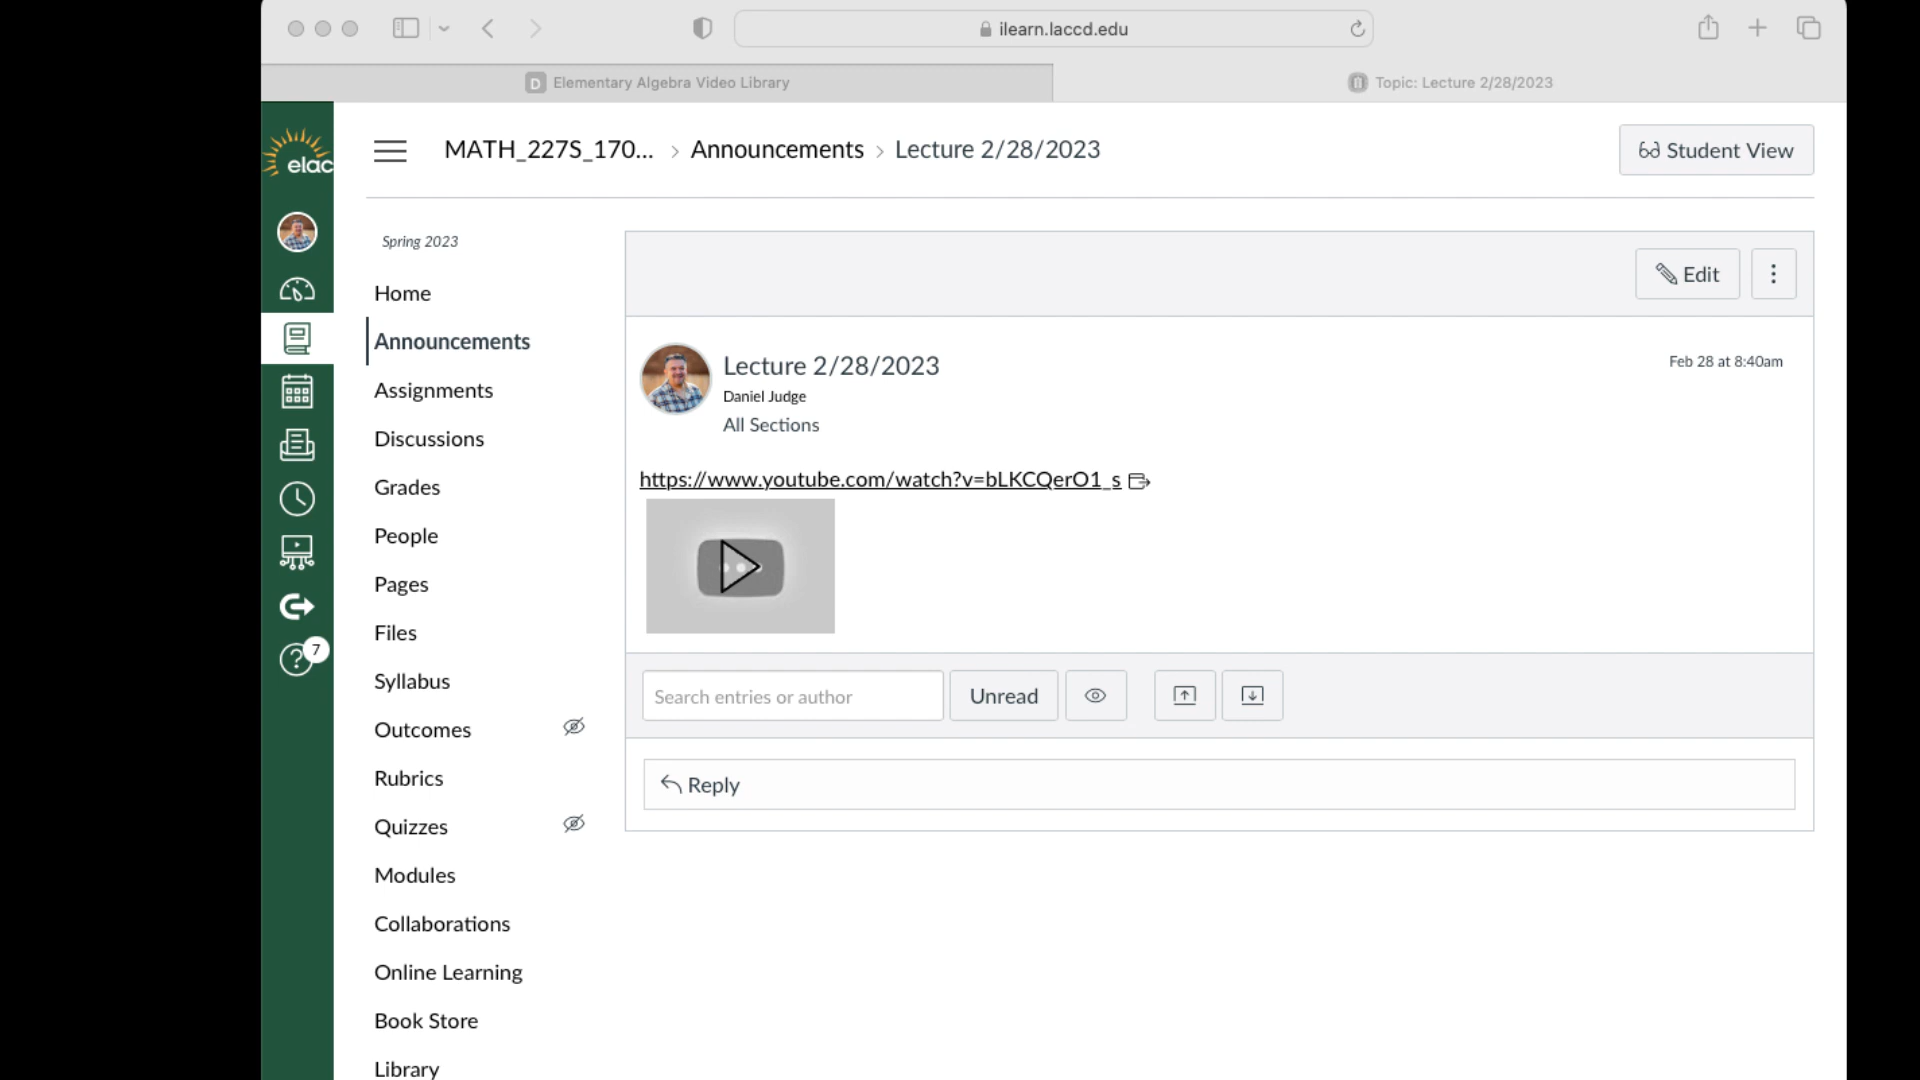 ilearn.laccd.edu
D Elementary Algebra Video Library
Topic: Lecture 2/28/2023
elac
MATH_227S_170... › Announcements › Lecture 2/28/2023
Student View
Spring 2023
Home
Announcements
Assignments
Discussions
Grades
People
Pages
Files
Syllabus
Outcomes
Rubrics
Quizzes
Modules
Collaborations
Online Learning
Book Store
Library
7
Edit
Lecture 2/28/2023
Feb 28 at 8:40am
Daniel Judge
All Sections
https://www.youtube.com/watch?v=bLKCQerO1_s
Search entries or author
Unread
Reply